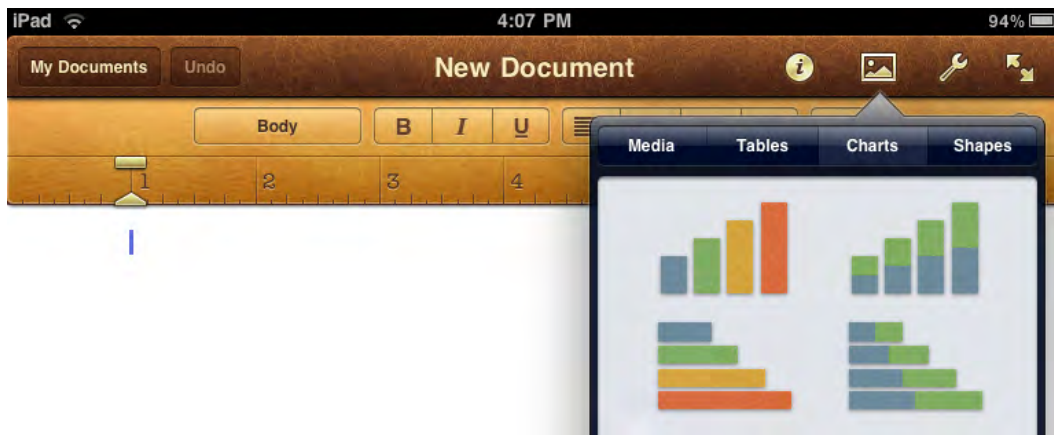 iPad 4:07 PM 94%
My Documents Undo New Document
Body B I U
Media Tables Charts Shapes
1 2 3 4